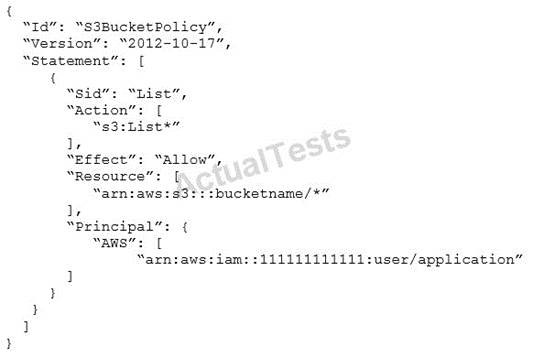 {
“Id”: “S3BucketPolicy”,
“Version”: “2012-10-17”,
“Statement”: [
{
“Sid”: “List”,
“Action”: [
“s3:List*”
],
“Effect”: “Allow”,
“Resource”: [
“arn:aws:s3:::bucketname/*”
],
“Principal”: {
“AWS”: [
“arn:aws:iam::111111111111:user/application”
]
}
}
]
}
ActualTests